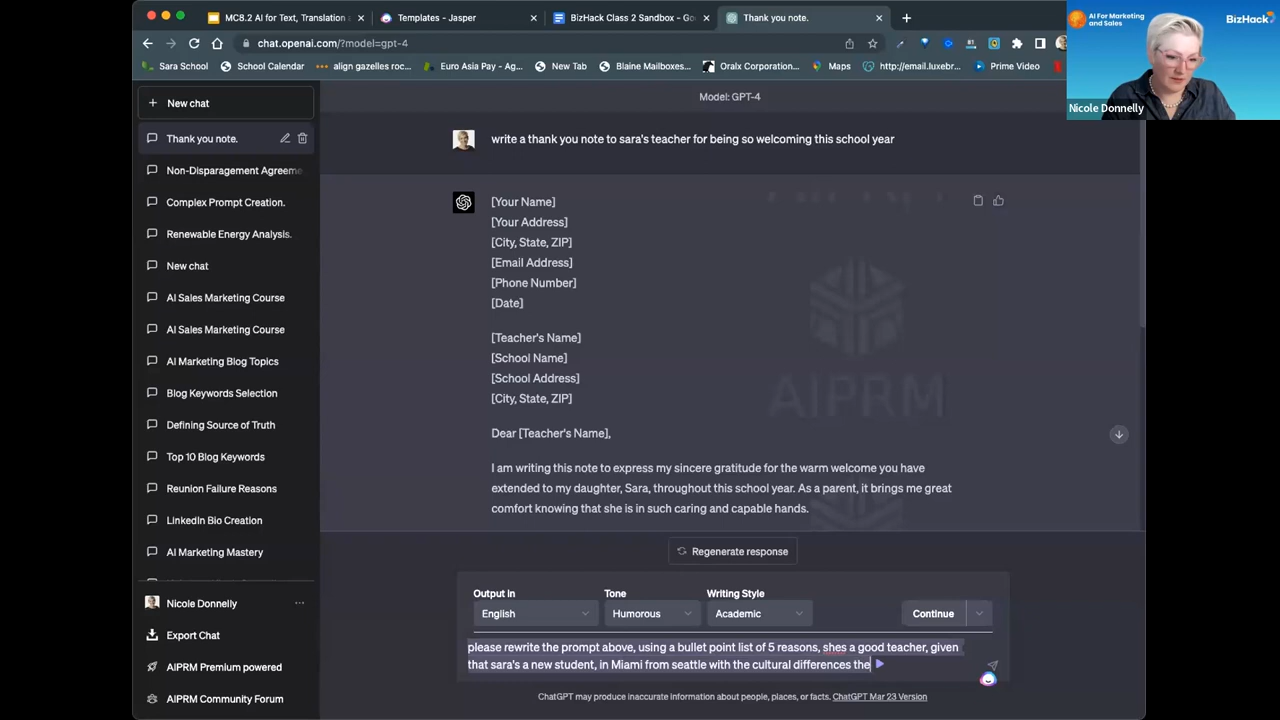 MC8.2 AI for Text, Translation
Templates - Jasper
BizHack Class 2 Sandbox - Go
Thank you note.
chat.openai.com/?model=gpt-4
Sara School
School Calendar
align gazelles roc...
Euro Asia Pay - Ag...
New Tab
Blaine Mailboxes...
Oralx Corporation...
Maps
http://email.luxebr...
Prime Video
AI For Marketing
and Sales
BizHack
Nicole Donnelly
New chat
Thank you note.
Non-Disparagement Agreeme
Complex Prompt Creation.
Renewable Energy Analysis.
New chat
AI Sales Marketing Course
AI Sales Marketing Course
AI Marketing Blog Topics
Blog Keywords Selection
Defining Source of Truth
Top 10 Blog Keywords
Reunion Failure Reasons
LinkedIn Bio Creation
AI Marketing Mastery
Nicole Donnelly
Export Chat
AIPRM Premium powered
AIPRM Community Forum
Model: GPT-4
write a thank you note to sara's teacher for being so welcoming this school year
[Your Name]
[Your Address]
[City, State, ZIP]
[Email Address]
[Phone Number]
[Date]
[Teacher's Name]
[School Name]
[School Address]
[City, State, ZIP]
Dear [Teacher's Name],
I am writing this note to express my sincere gratitude for the warm welcome you have
extended to my daughter, Sara, throughout this school year. As a parent, it brings me great
comfort knowing that she is in such caring and capable hands.
AIPRM
Regenerate response
Output in
Tone
Writing Style
English
Humorous
Academic
Continue
please rewrite the prompt above, using a bullet point list of 5 reasons, shes a good teacher, given
that sara's a new student, in Miami from seattle with the cultural differences the
ChatGPT may produce inaccurate information about people, places, or facts. ChatGPT Mar 23 Version